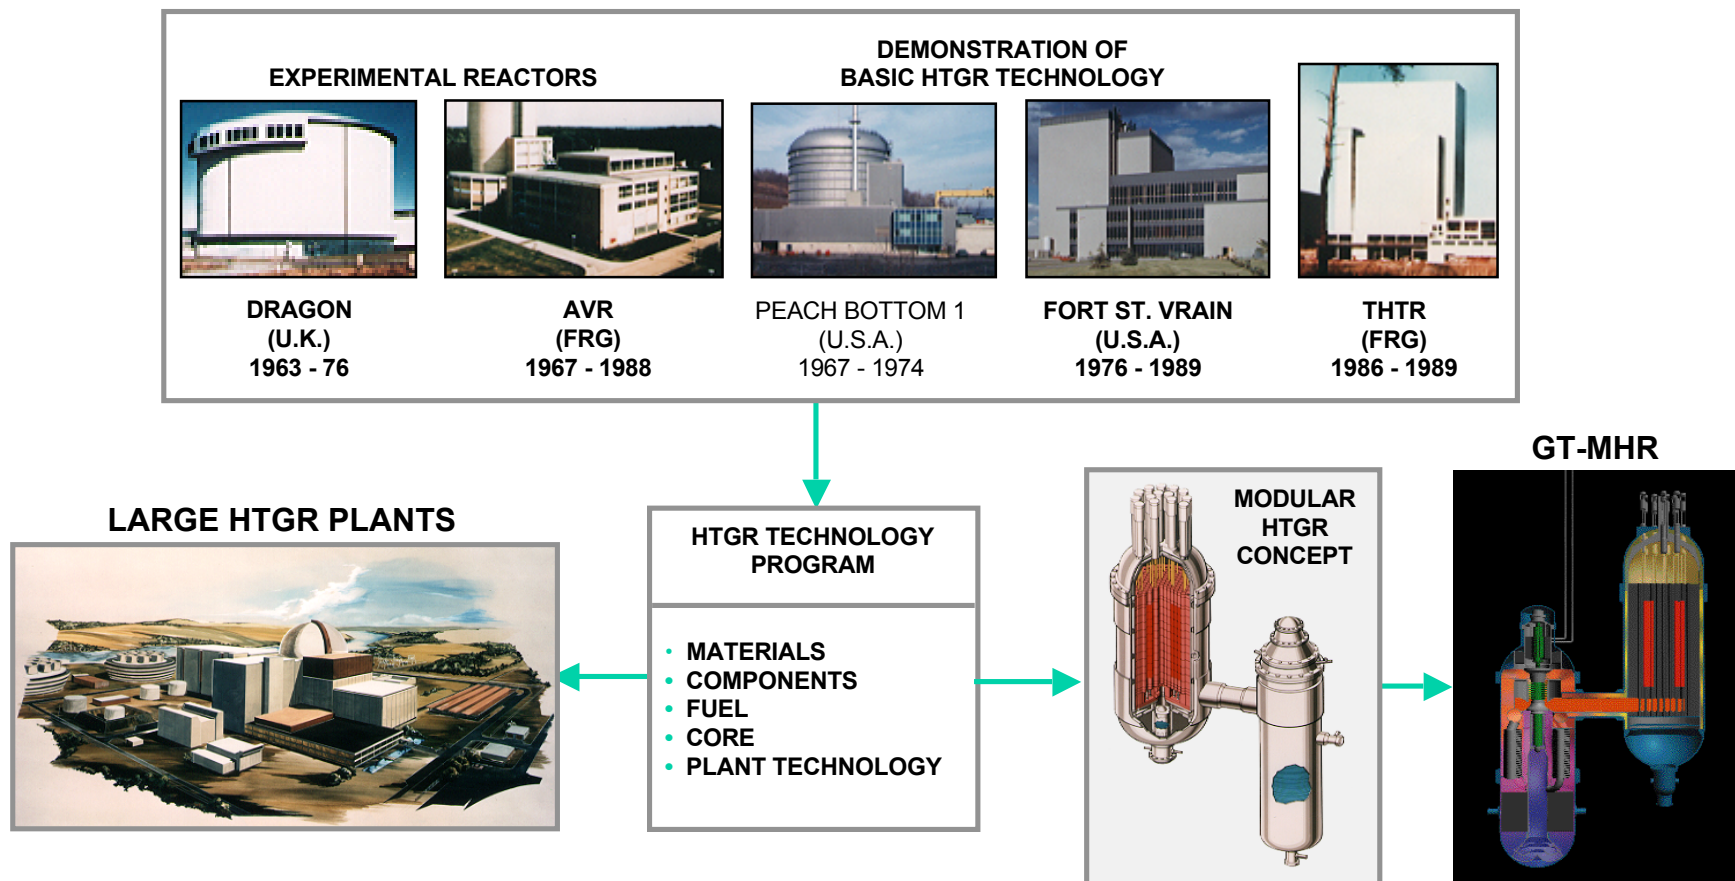 EXPERIMENTAL REACTORS
DEMONSTRATION OF
BASIC HTGR TECHNOLOGY
DRAGON
(U.K.)
1963 - 76
AVR
(FRG)
1967 - 1988
PEACH BOTTOM 1
(U.S.A.)
1967 - 1974
FORT ST. VRAIN
(U.S.A.)
1976 - 1989
THTR
(FRG)
1986 - 1989
LARGE HTGR PLANTS
HTGR TECHNOLOGY
PROGRAM
• MATERIALS
• COMPONENTS
• FUEL
• CORE
• PLANT TECHNOLOGY
MODULAR
HTGR
CONCEPT
GT-MHR